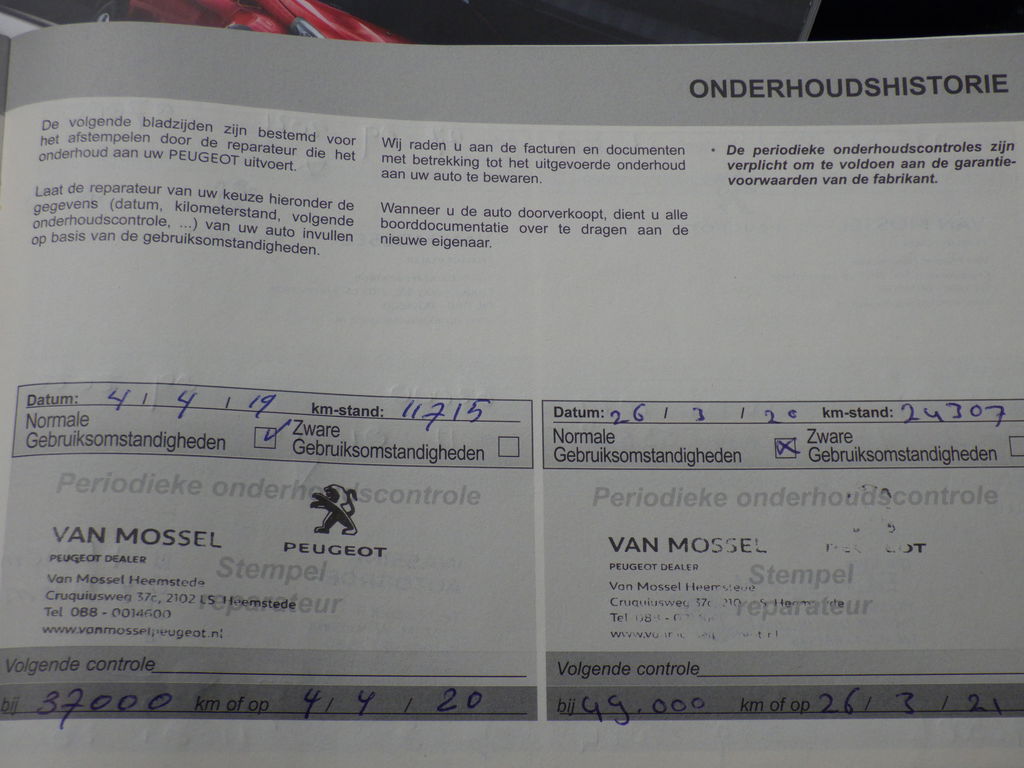 ONDERHOUDSHISTORIE
De volgende bladzijden zijn bestemd voor
het afstempelen door de reparateur die het
onderhoud aan uw PEUGEOT uitvoert.
Laat de reparateur van uw keuze hieronder de
gegevens (datum, kilometerstand, volgende
onderhoudscontrole, ...) van uw auto invullen
op basis van de gebruiksomstandigheden.
Wij raden u aan de facturen en documenten
met betrekking tot het uitgevoerde onderhoud
aan uw auto te bewaren.
Wanneer u de auto doorverkoopt, dient u alle
boorddocumentatie over te dragen aan de
nieuwe eigenaar.
• De periodieke onderhoudscontroles zijn
verplicht om te voldoen aan de garantie-
voorwaarden van de fabrikant.
Datum: 4 / 4 / 19 km-stand: 11715
Normale
Gebruiksomstandigheden
Zware
Gebruiksomstandigheden
Periodieke onderhoudscontrole
VAN MOSSEL
PEUGEOT DEALER
PEUGEOT
Stempel
reparateur
Van Mossel Heemstede
Cruquiusweg 37c, 2102 LS Heemstede
Tel 088 - 0014600
www.vanmosselpeugeot.nl
Volgende controle
bij 37000 km of op 4 / 4 / 20
Datum: 26 / 3 / 20 km-stand: 24307
Normale
Gebruiksomstandigheden
Zware
Gebruiksomstandigheden
Periodieke onderhoudscontrole
VAN MOSSEL
PEUGEOT DEALER
Stempel
reparateur
Van Mossel Heemstede
Cruquiusweg 37c
Volgende controle
bij 49.000 km of op 26 / 3 / 21